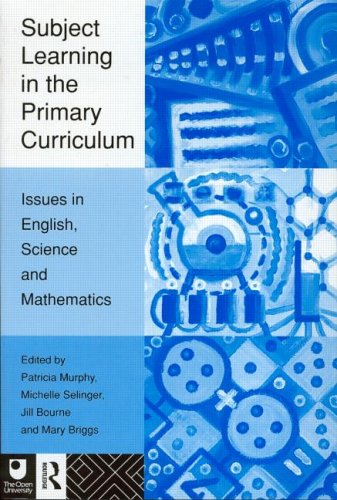 Subject
Learning
in the
Primary
Curriculum
Issues in
English,
Science
and
Mathematics
Edited by
Patricia Murphy,
Michelle Selinger,
Jill Bourne
and Mary Briggs
The Open
University
ROUTLEDGE